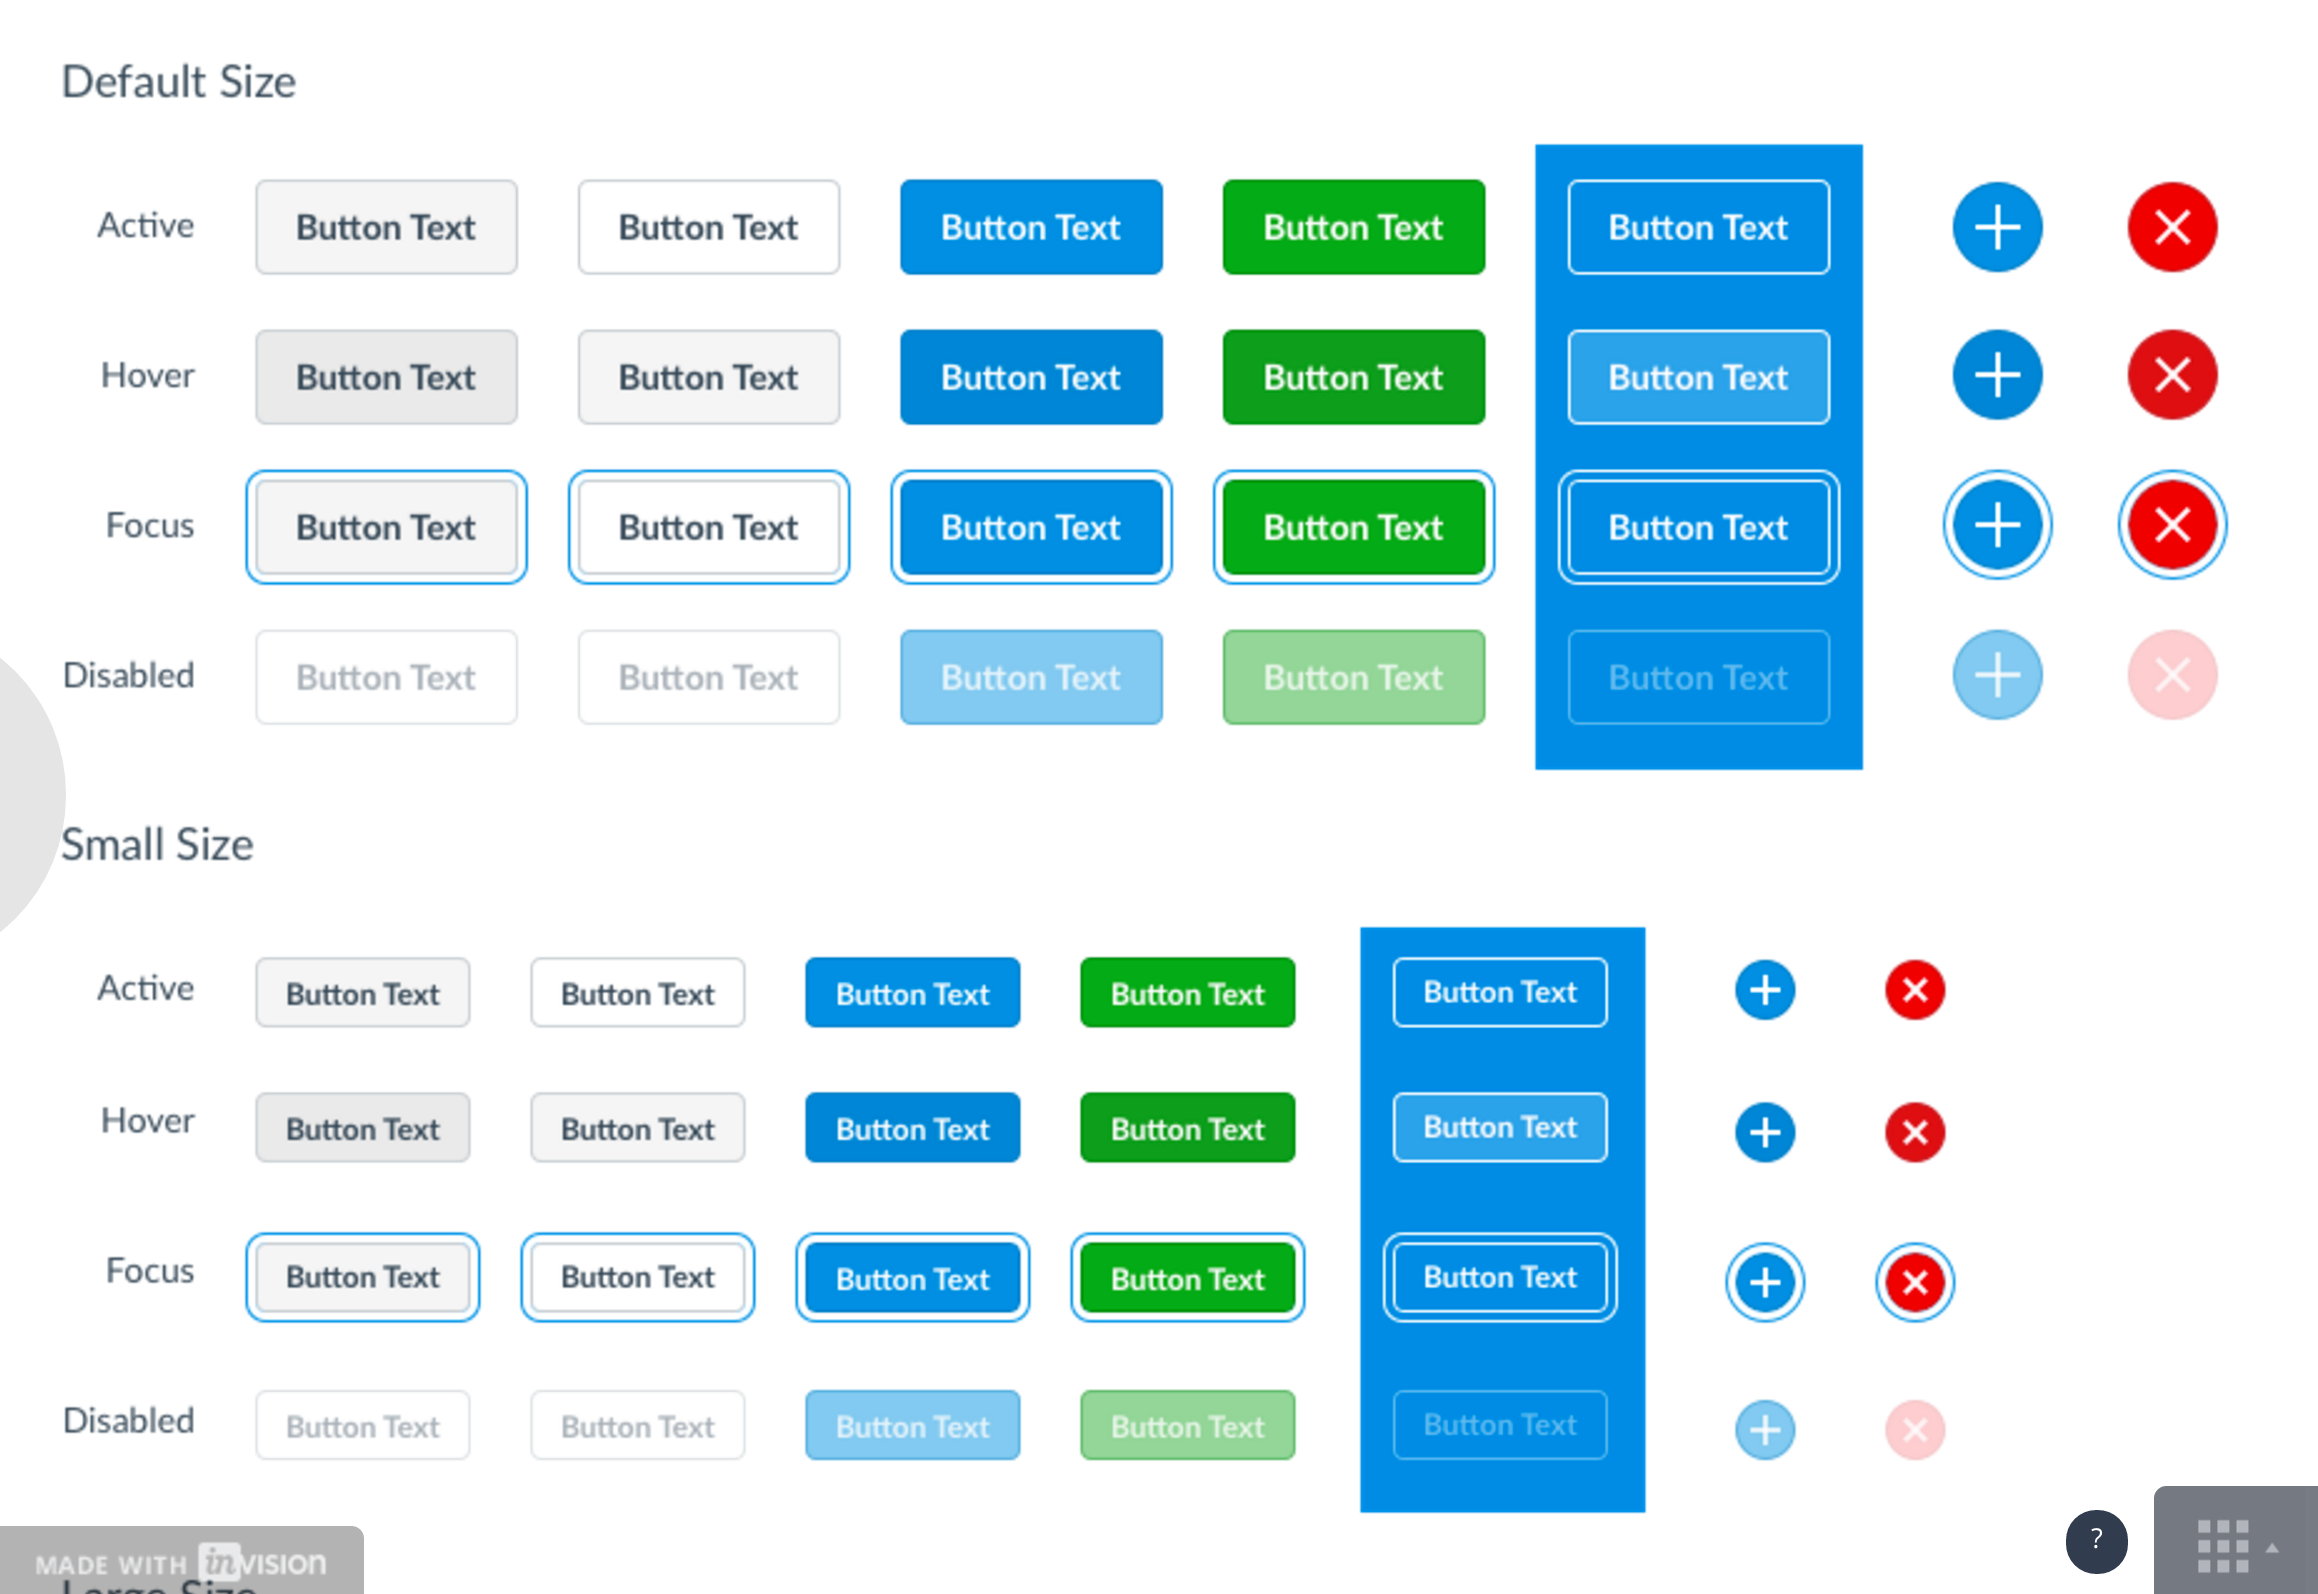 Default Size
Active Button Text Button Text Button Text Button Text Button Text
Hover Button Text Button Text Button Text Button Text Button Text
Focus Button Text Button Text Button Text Button Text Button Text
Disabled Button Text Button Text Button Text Button Text Button Text
Small Size
Active Button Text Button Text Button Text Button Text Button Text
Hover Button Text Button Text Button Text Button Text Button Text
Focus Button Text Button Text Button Text Button Text Button Text
Disabled Button Text Button Text Button Text Button Text Button Text
?
MADE WITH inVISION
Large Size